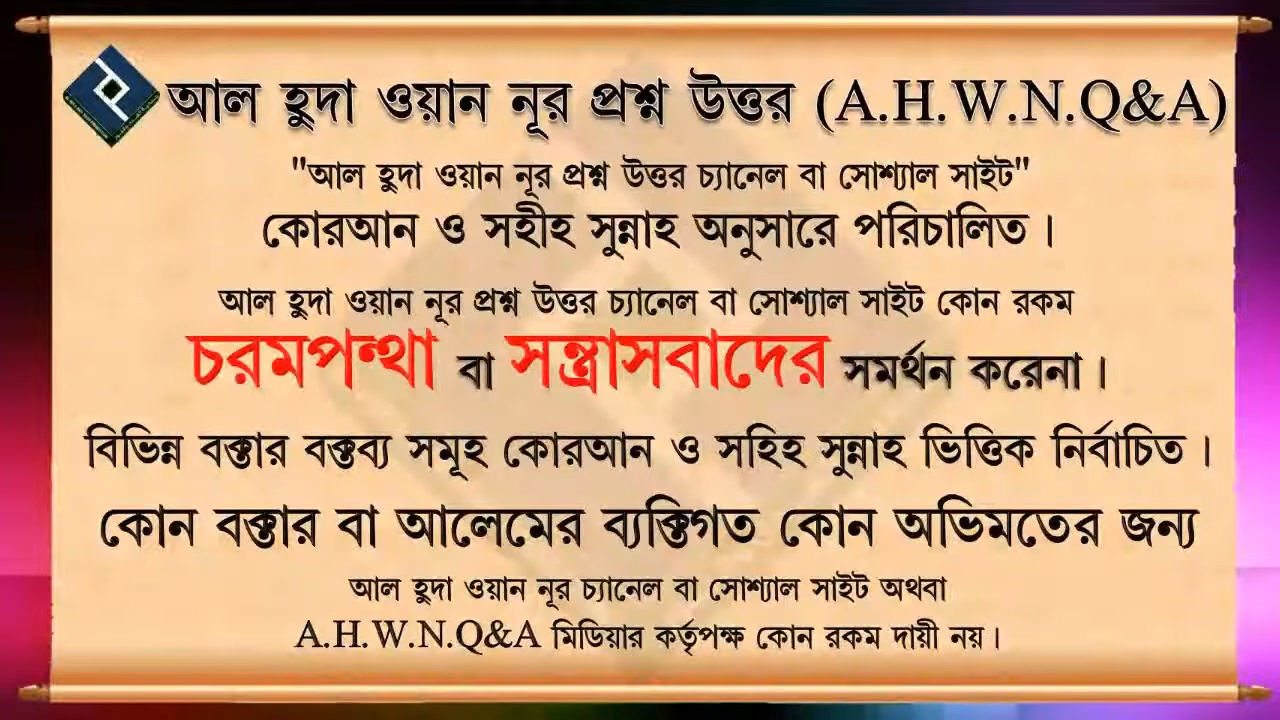 আল হুদা ওয়ান নূর প্রশ্ন উত্তর (A.H.W.N.Q&A)
"আল হুদা ওয়ান নূর প্রশ্ন উত্তর চ্যানেল বা সোশ্যাল সাইট"
কোরআন ও সহীহ সুন্নাহ অনুসারে পরিচালিত।
আল হুদা ওয়ান নূর প্রশ্ন উত্তর চ্যানেল বা সোশ্যাল সাইট কোন রকম
চরমপন্থা বা সন্ত্রাসবাদের সমর্থন করেনা।
বিভিন্ন বক্তার বক্তব্য সমূহ কোরআন ও সহিহ সুন্নাহ ভিত্তিক নির্বাচিত।
কোন বক্তার বা আলেমের ব্যক্তিগত কোন অভিমতের জন্য
আল হুদা ওয়ান নূর চ্যানেল বা সোশ্যাল সাইট অথবা
A.H.W.N.Q&A মিডিয়ার কর্তৃপক্ষ কোন রকম দায়ী নয়।